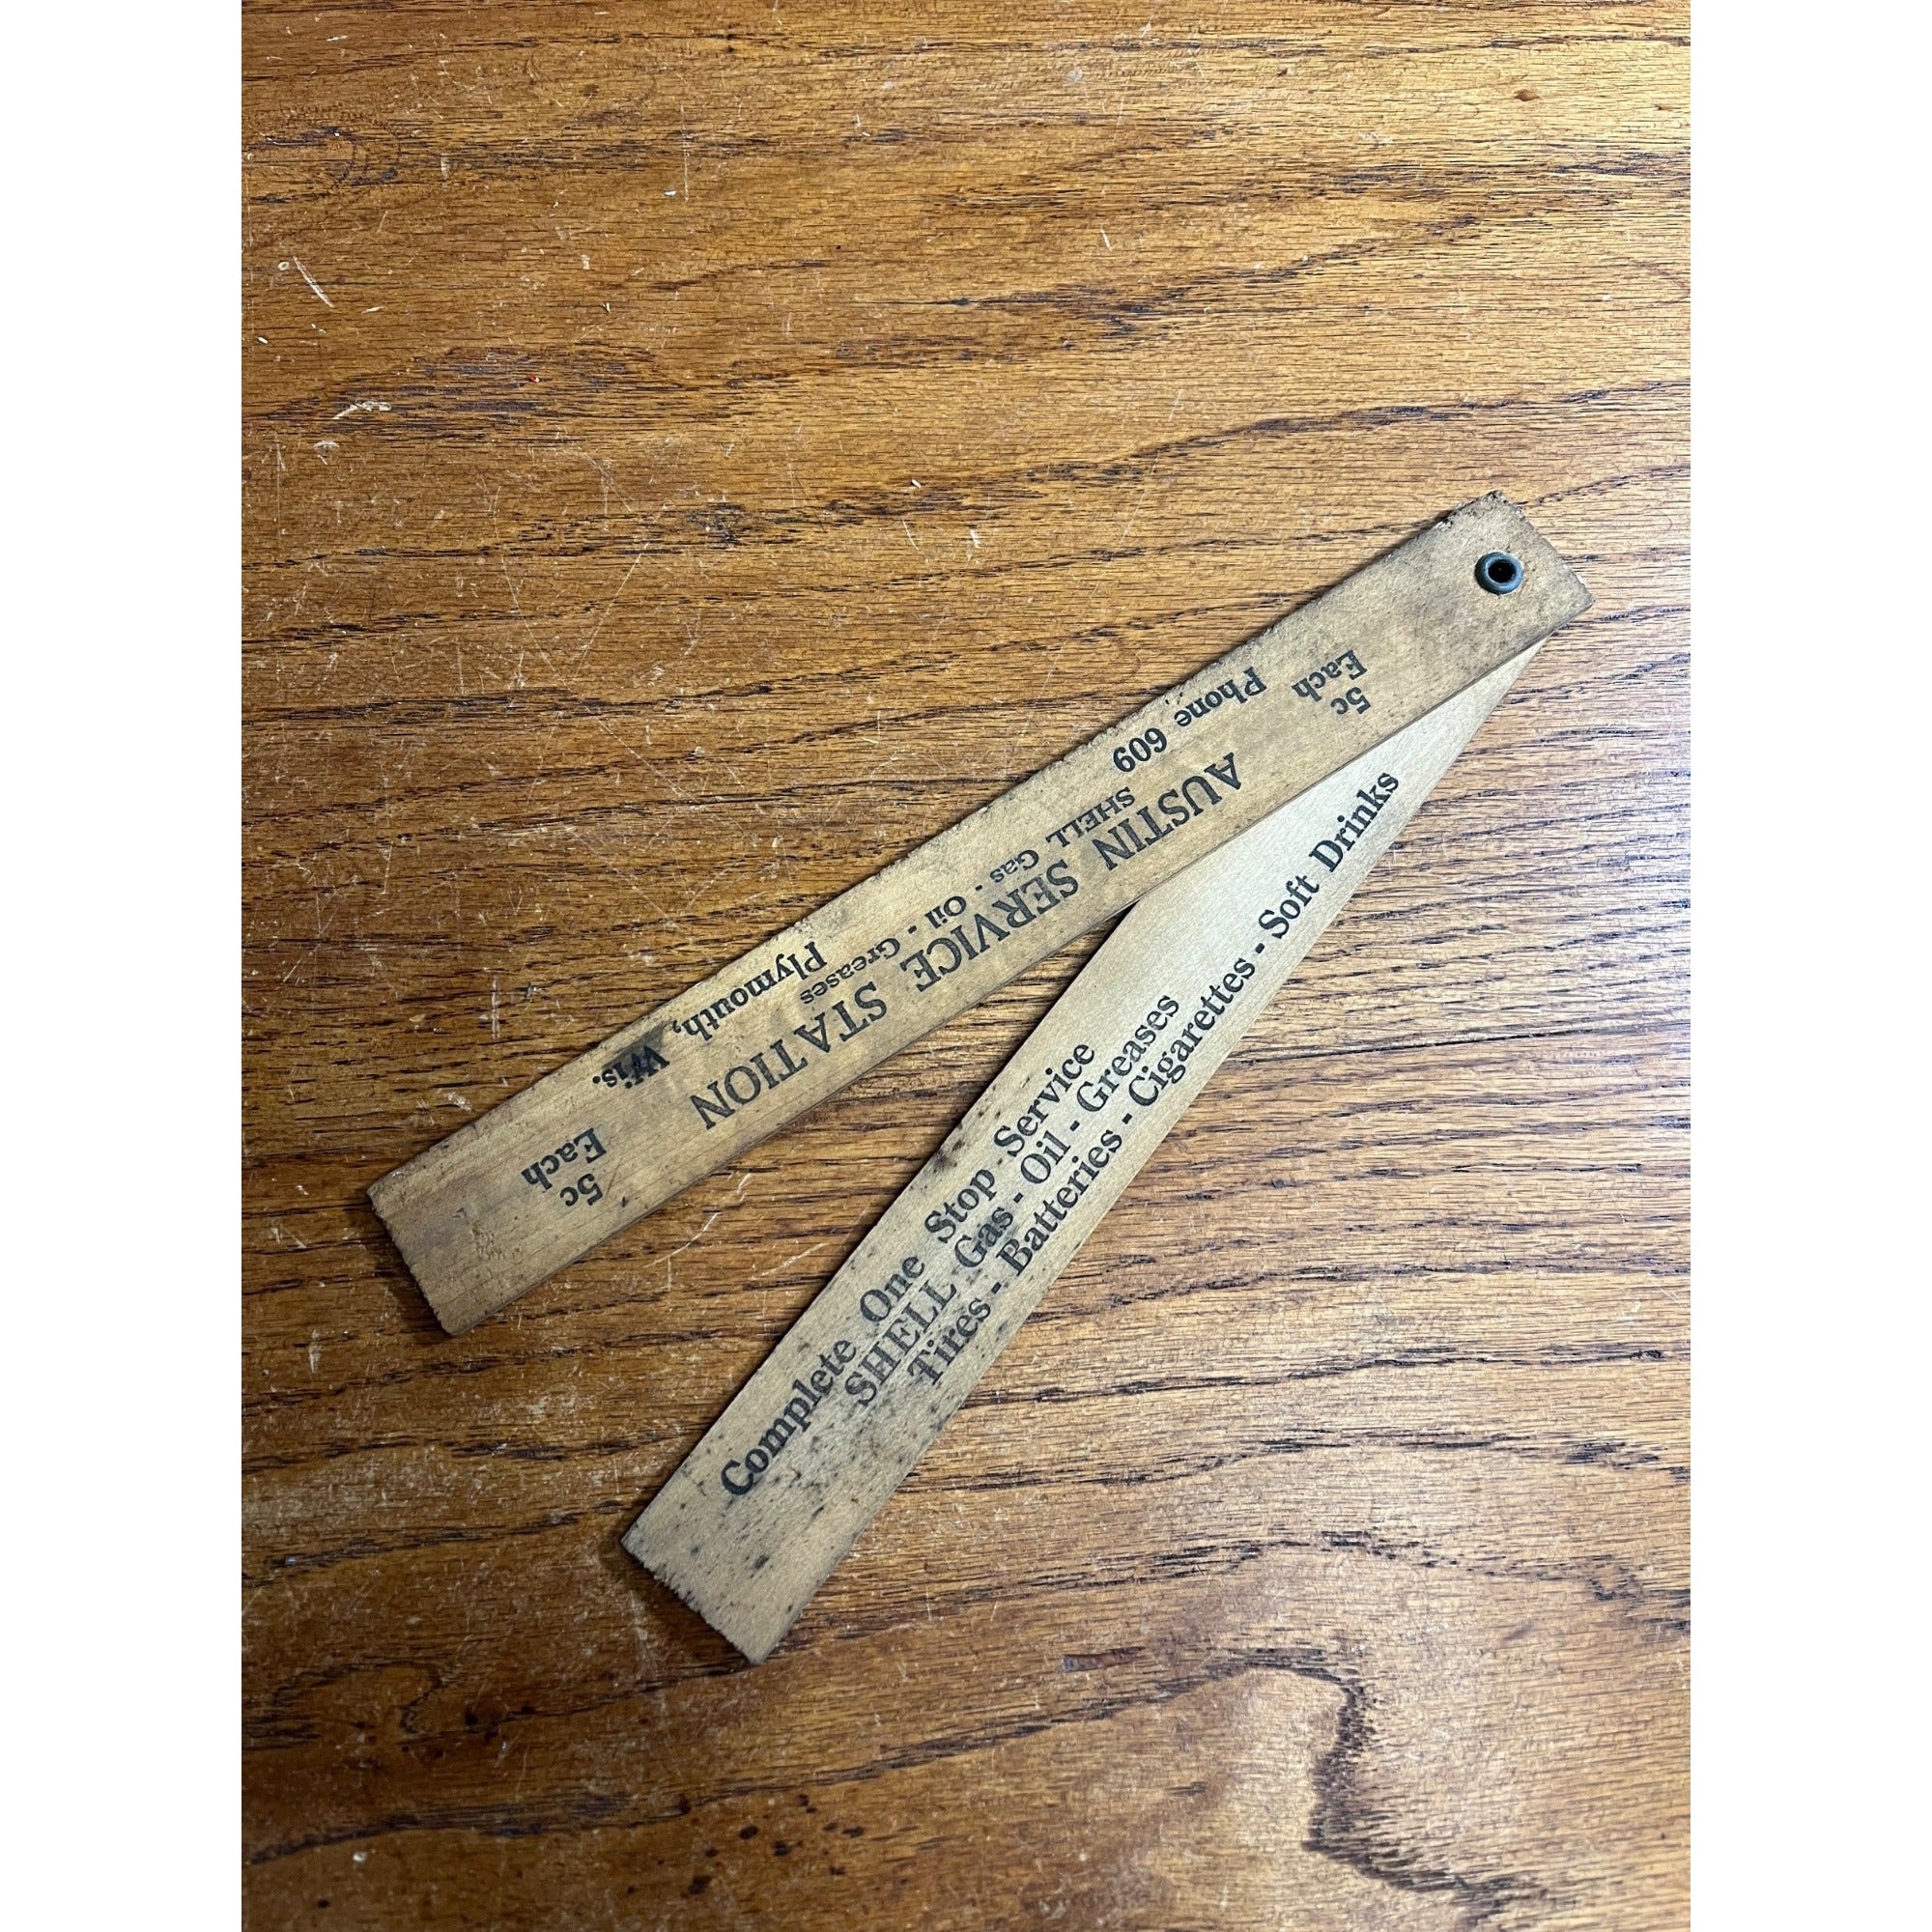 5c
Each
AUSTIN SERVICE STATION
SHELL Gas - Oil - Greases
Phone 609
Plymouth, Wis.
5c
Each
Complete One Stop Service
SHELL Gas - Oil - Greases
Tires - Batteries - Cigarettes - Soft Drinks